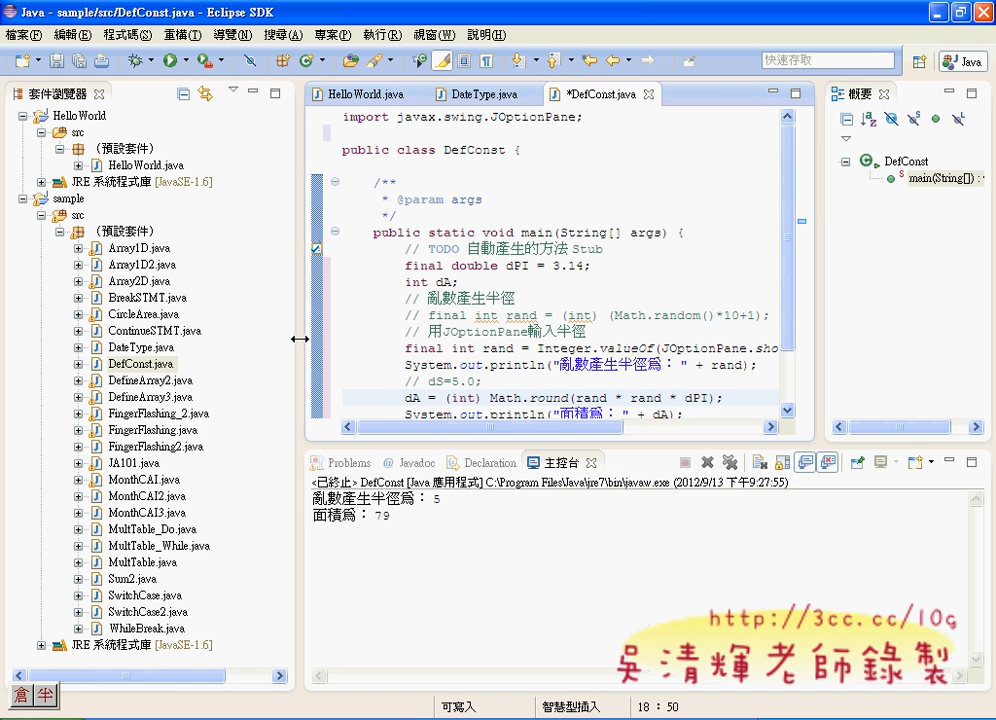 Java - sample/src/DefConst.java - Eclipse SDK
檔案(F) 編輯(E) 程式碼(S) 重構(T) 導覽(N) 搜尋(A) 專案(P) 執行(R) 視窗(W) 說明(H)
快速存取
Java
套件瀏覽器
HelloWorld
src
(預設套件)
HelloWorld.java
JRE 系統程式庫 [JavaSE-1.6]
sample
src
(預設套件)
Array1D.java
Array1D2.java
Array2D.java
BreakSTMT.java
CircleArea.java
ContinueSTMT.java
DateType.java
DefConst.java
DefineArray2.java
DefineArray3.java
FingerFlashing_2.java
FingerFlashing.java
FingerFlashing2.java
JA101.java
MonthCAI.java
MonthCAI2.java
MonthCAI3.java
MultTable_Do.java
MultTable_While.java
MultTable.java
Sum2.java
SwitchCase.java
SwitchCase2.java
WhileBreak.java
JRE 系統程式庫 [JavaSE-1.6]
HelloWorld.java DateType.java *DefConst.java
import javax.swing.JOptionPane;
public class DefConst {
/**
* @param args
*/
public static void main(String[] args) {
// TODO 自動產生的方法 Stub
final double dPI = 3.14;
int dA;
// 亂數產生半徑
// final int rand = (int) (Math.random()*10+1);
// 用JOptionPane輸入半徑
final int rand = Integer.valueOf(JOptionPane.sho
System.out.println("亂數產生半徑為：" + rand);
// dS=5.0;
dA = (int) Math.round(rand * rand * dPI);
System.out.println("面積為：" + dA);
概要
DefConst
main(String[]) :
Problems Javadoc Declaration 主控台
<已終止> DefConst [Java 應用程式] C:\Program Files\Java\jre7\bin\javaw.exe (2012/9/13 下午9:27:55)
亂數產生半徑為：5
面積為：79
http://3cc.cc/10g
吳清輝老師錄製
倉 半
可寫入 智慧型插入 18 : 50